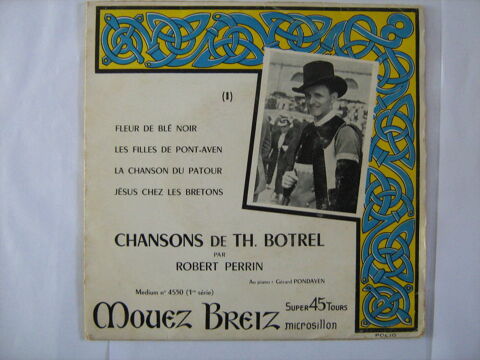 (I)
FLEUR DE BLÉ NOIR
LES FILLES DE PONT-AVEN
LA CHANSON DU PATOUR
JÉSUS CHEZ LES BRETONS
CHANSONS DE TH. BOTREL
PAR
ROBERT PERRIN
Au piano : Gérard PONDAVEN
Medium n° 4550 (1re série)
Mouez Breiz Super 45 Tours
microsillon